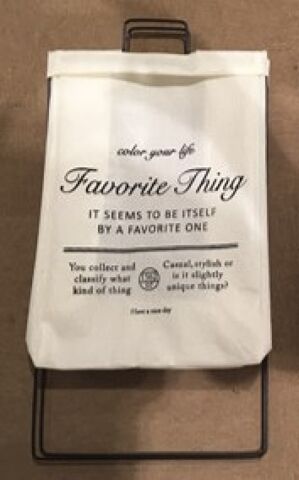 color your life
Favorite Thing
IT SEEMS TO BE ITSELF
BY A FAVORITE ONE
You collect and
classify what
kind of thing
Casual, stylish or
is it slightly
unique things?
Have a nice day